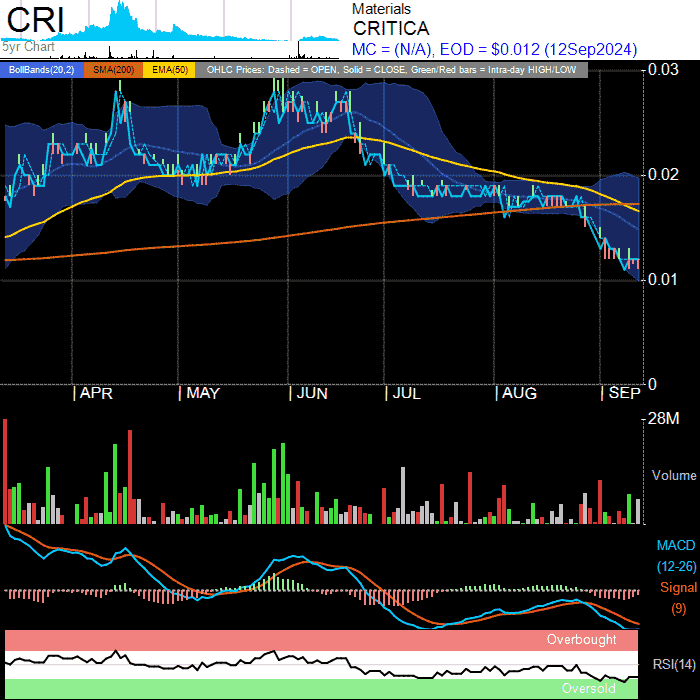 CRI
5yr Chart
Materials
CRITICA
MC = (N/A), EOD = $0.012 (12Sep2024)
BollBands(20,2) SMA(200) EMA(50) OHLC Prices: Dashed = OPEN, Solid = CLOSE, Green/Red bars = Intra-day HIGH/LOW
0.03
0.02
0.01
0
APR MAY JUN JUL AUG SEP
28M
Volume
MACD
(12-26)
Signal
(9)
Overbought
RSI(14)
Oversold